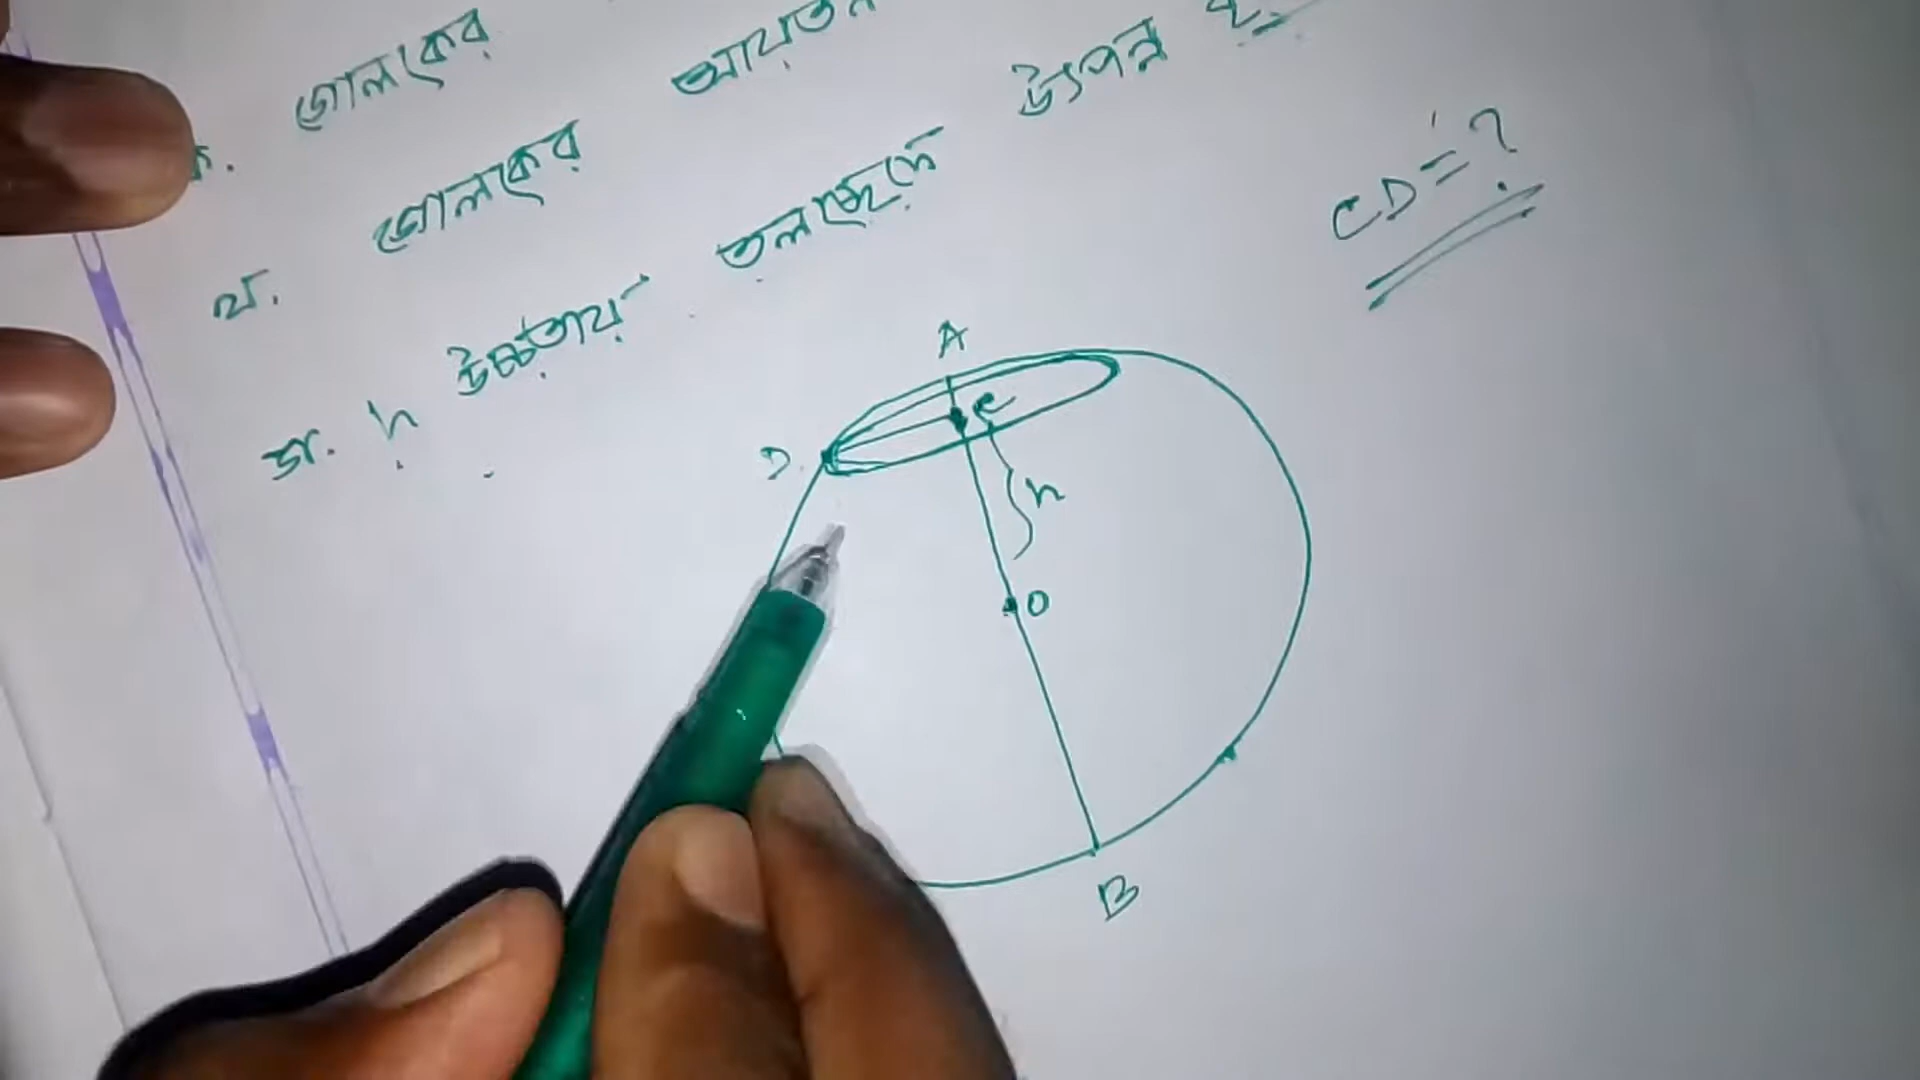 ক. গোলকের
খ. গোলকের আয়তন
গ. h উচ্চতায় তলচ্ছেদে উৎপন্ন
CD = ?
A
C
D
h
O
B